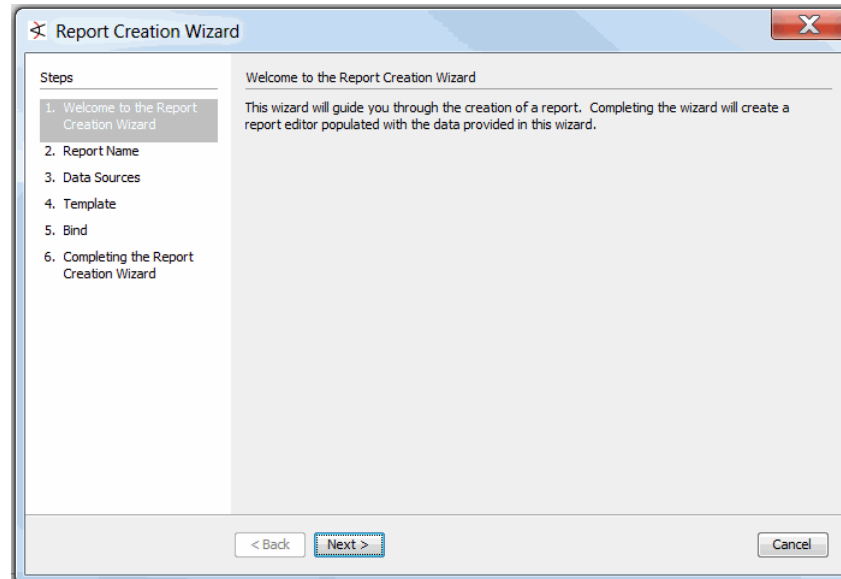 Report Creation Wizard
Steps
1. Welcome to the Report
Creation Wizard
2. Report Name
3. Data Sources
4. Template
5. Bind
6. Completing the Report
Creation Wizard
Welcome to the Report Creation Wizard
This wizard will guide you through the creation of a report. Completing the wizard will create a
report editor populated with the data provided in this wizard.
< Back
Next >
Cancel